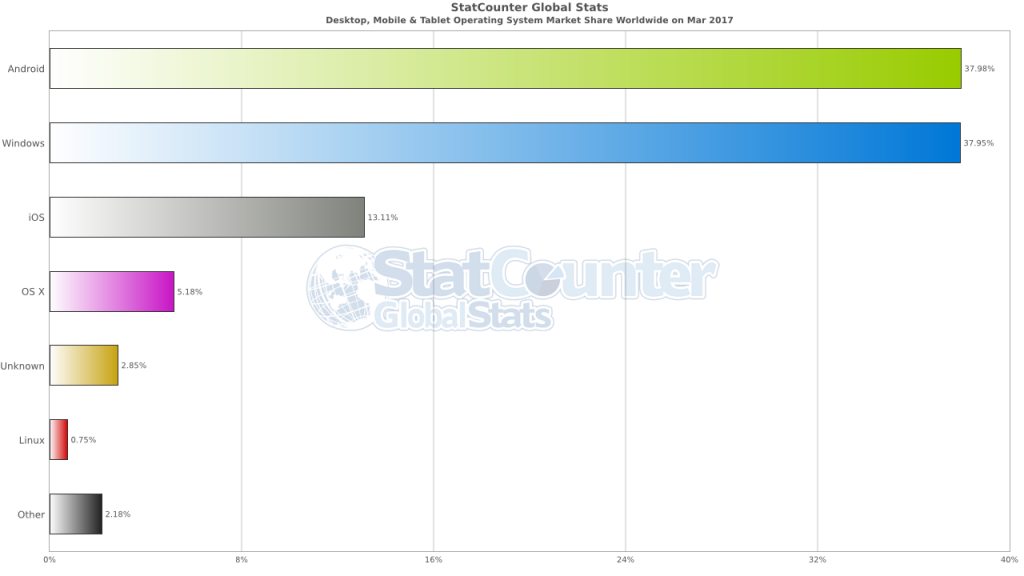 StatCounter Global Stats
Desktop, Mobile & Tablet Operating System Market Share Worldwide on Mar 2017
Android 37.98%
Windows 37.95%
iOS 13.11%
StatCounter
GlobalStats
OS X 5.18%
Unknown 2.85%
Linux 0.75%
Other 2.18%
0% 8% 16% 24% 32% 40%